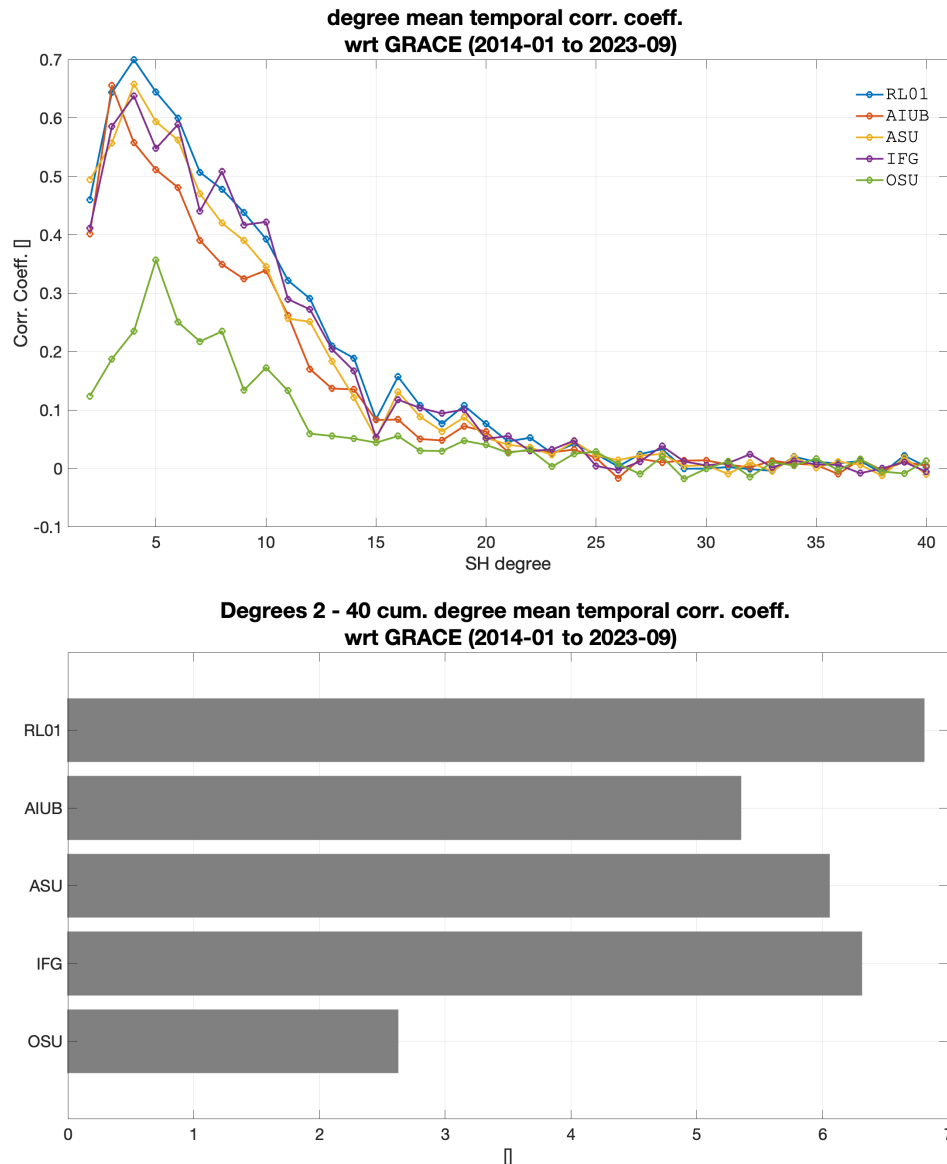 degree mean temporal corr. coeff.
wrt GRACE (2014-01 to 2023-09)
0.7
0.6
0.5
0.4
0.3
0.2
0.1
0
-0.1
Corr. Coeff. []
RL01
AIUB
ASU
IFG
OSU
5 10 15 20 25 30 35 40
SH degree
Degrees 2 - 40 cum. degree mean temporal corr. coeff.
wrt GRACE (2014-01 to 2023-09)
RL01
AIUB
ASU
IFG
OSU
0 1 2 3 4 5 6 7
[]